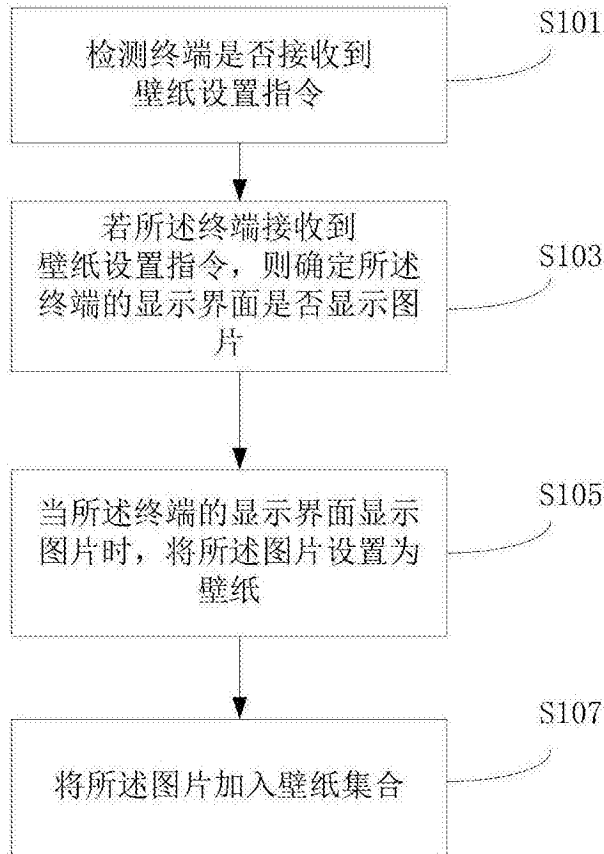 S101
检测终端是否接收到
壁纸设置指令
S103
若所述终端接收到
壁纸设置指令，则确定所述
终端的显示界面是否显示图
片
S105
当所述终端的显示界面显示
图片时，将所述图片设置为
壁纸
S107
将所述图片加入壁纸集合